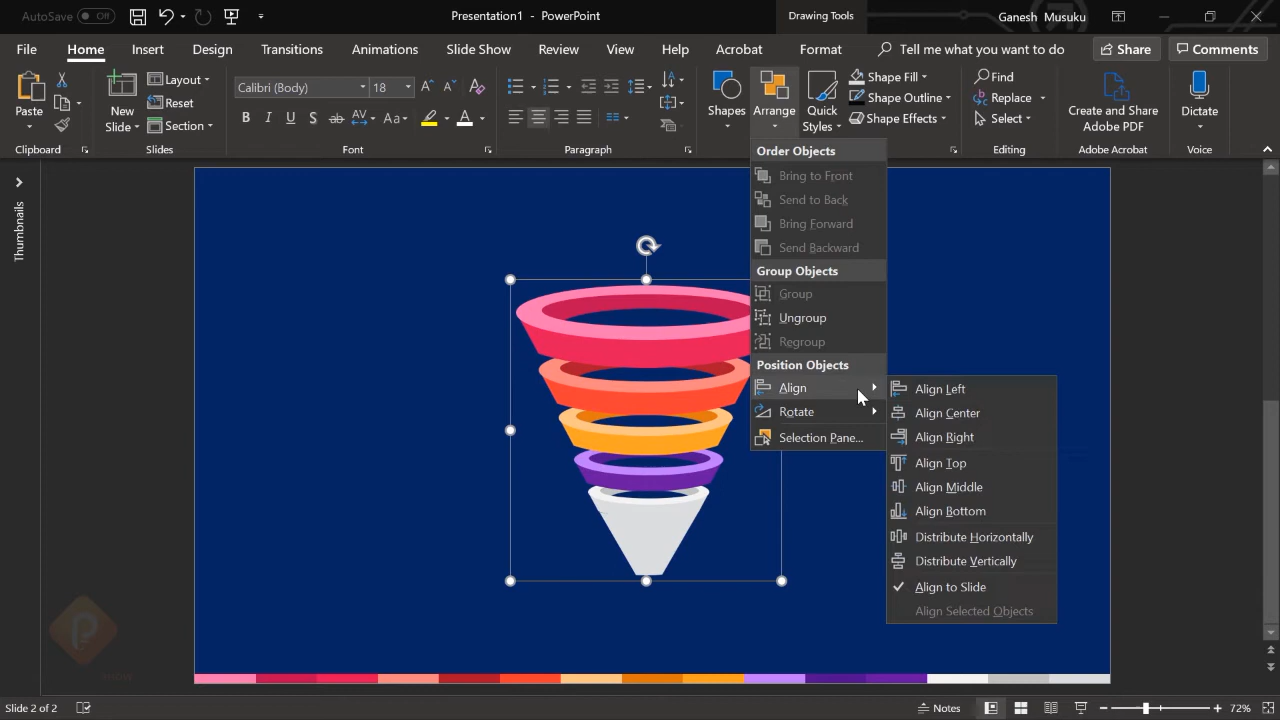 AutoSave Off Presentation1 - PowerPoint Drawing Tools Ganesh Musuku
File Home Insert Design Transitions Animations Slide Show Review View Help Acrobat Format Tell me what you want to do Share Comments
Paste
New
Slide
Layout
Reset
Section
Calibri (Body) 18
B I U S ab AV Aa A
Shapes
Arrange
Quick
Styles
Shape Fill
Shape Outline
Shape Effects
Find
Replace
Select
Create and Share
Adobe PDF
Dictate
Clipboard Slides Font Paragraph Editing Adobe Acrobat Voice
Order Objects
Bring to Front
Send to Back
Bring Forward
Send Backward
Group Objects
Group
Ungroup
Regroup
Position Objects
Align
Rotate
Selection Pane...
Align Left
Align Center
Align Right
Align Top
Align Middle
Align Bottom
Distribute Horizontally
Distribute Vertically
Align to Slide
Align Selected Objects
Thumbnails
Slide 2 of 2 Notes 72%